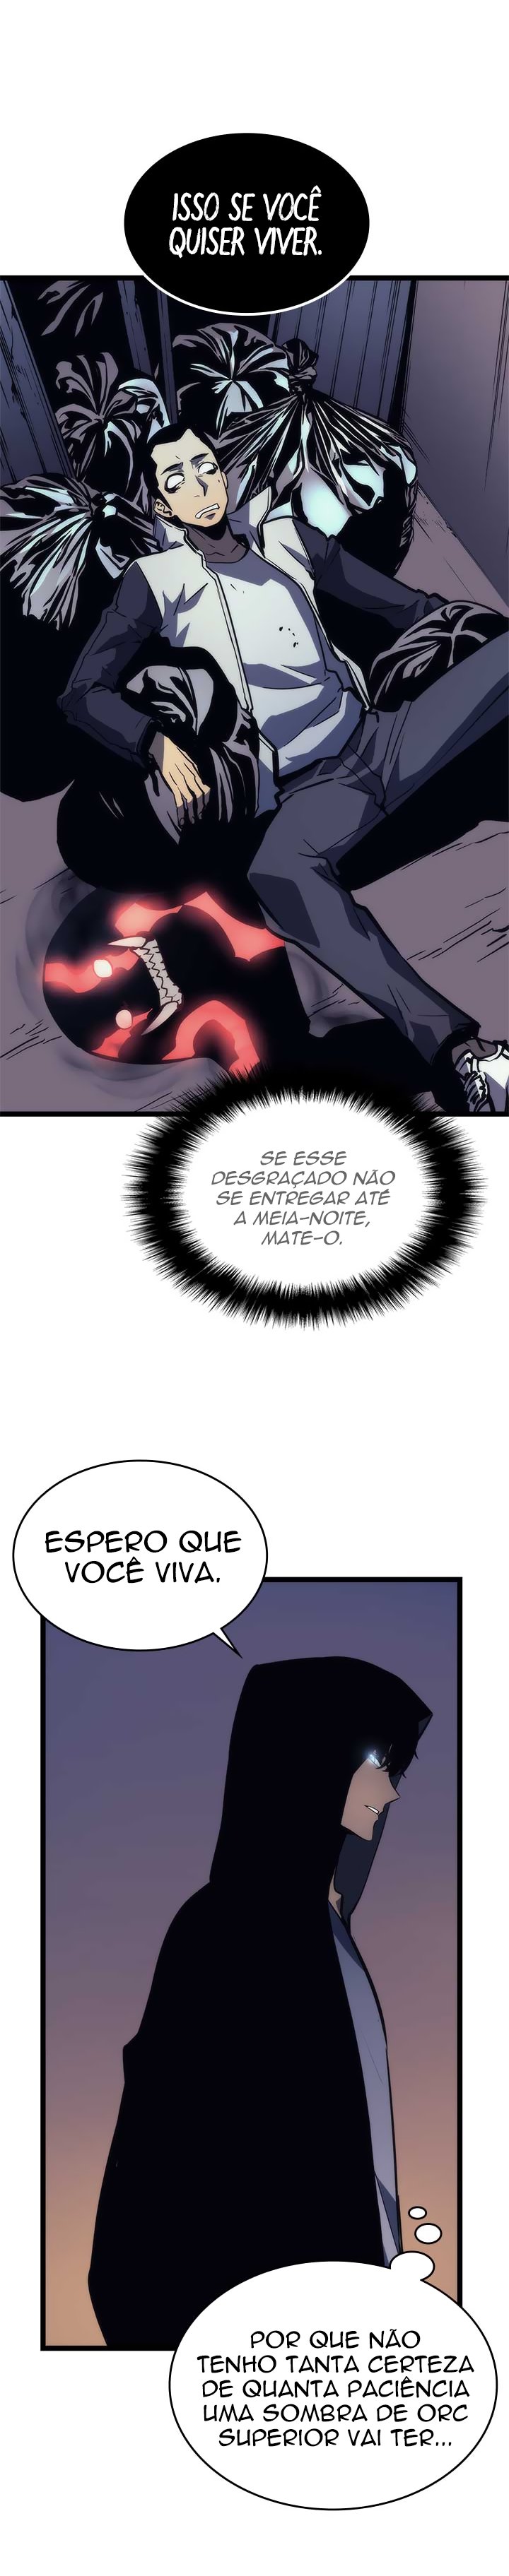 ISSO SE VOCÊ
QUISER VIVER.
SE ESSE
DESGRAÇADO NÃO
SE ENTREGAR ATÉ
A MEIA-NOITE,
MATE-O.
ESPERO QUE
VOCÊ VIVA.
POR QUE NÃO
TENHO TANTA CERTEZA
DE QUANTA PACIÊNCIA
UMA SOMBRA DE ORC
SUPERIOR VAI TER...